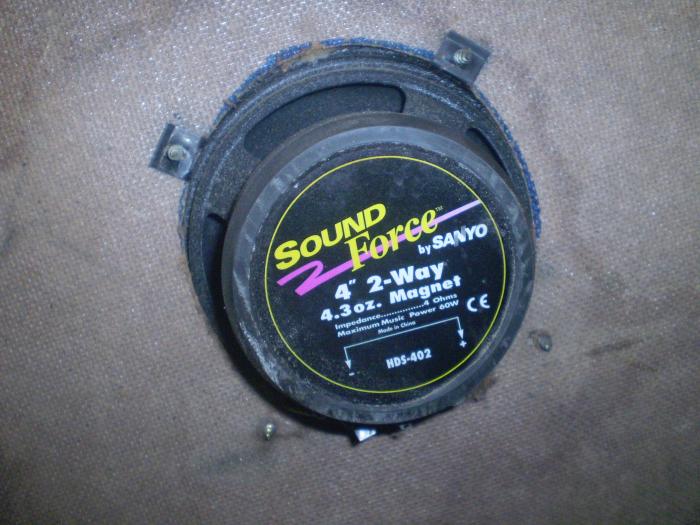 SOUND
Force™
by SANYO
4" 2-Way
4.3oz. Magnet
Impedance..............4 Ohms
Maximum Music Power 60W
Made in China
CE
- +
HDS-402